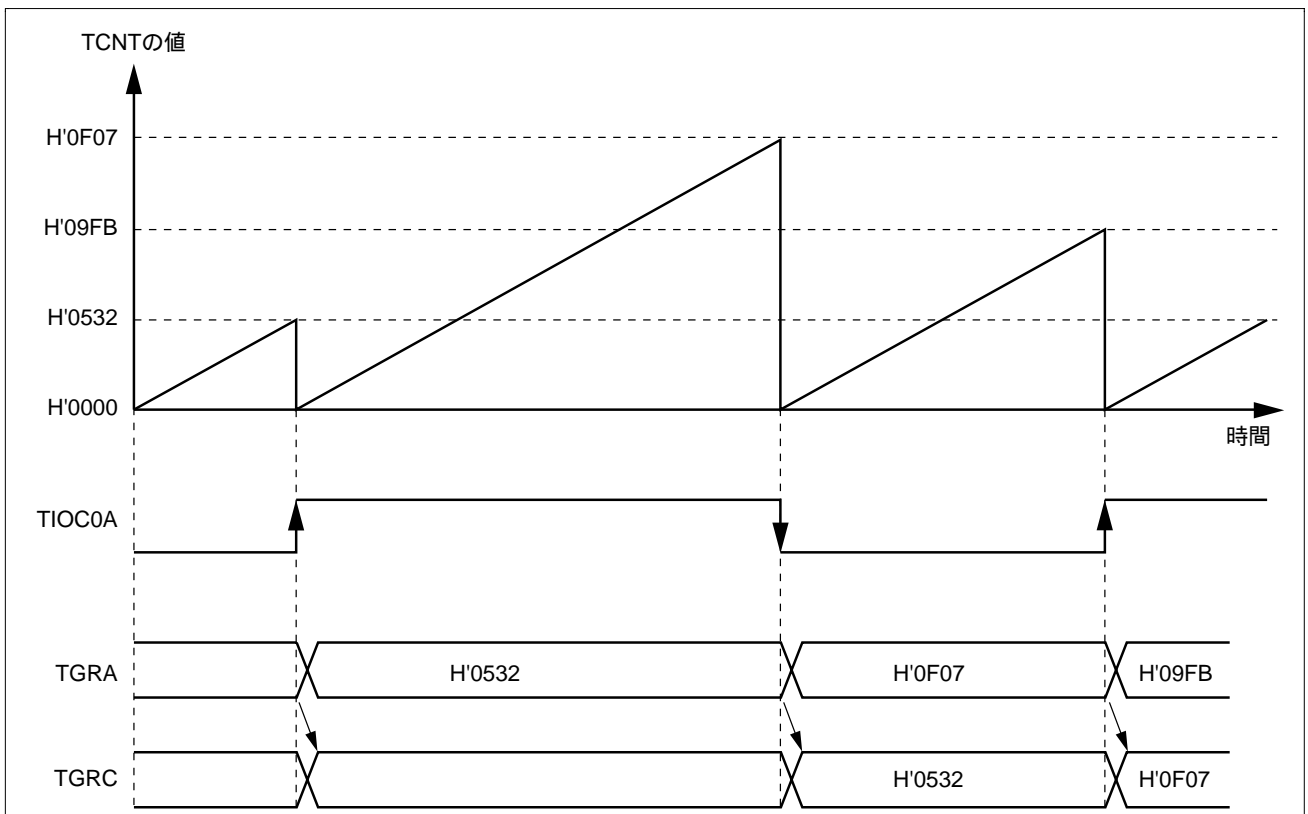 TCNTの値
H'0F07
H'09FB
H'0532
H'0000
時間
TIOC0A
TGRA
H'0532
H'0F07
H'09FB
TGRC
H'0532
H'0F07